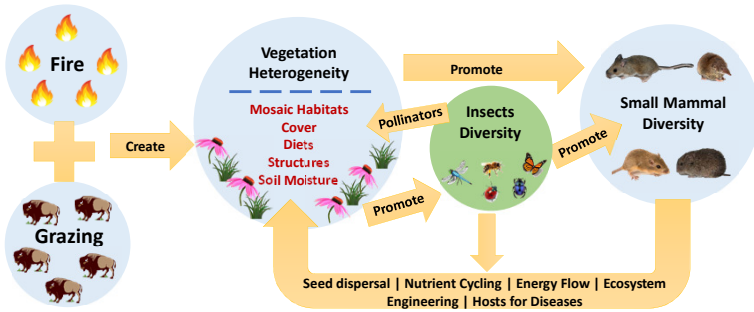 Fire
Grazing
Create
Vegetation
Heterogeneity
Mosaic Habitats
Cover
Diets
Structures
Soil Moisture
Promote
Pollinators
Promote
Insects
Diversity
Promote
Small Mammal
Diversity
Seed dispersal | Nutrient Cycling | Energy Flow | Ecosystem
Engineering | Hosts for Diseases